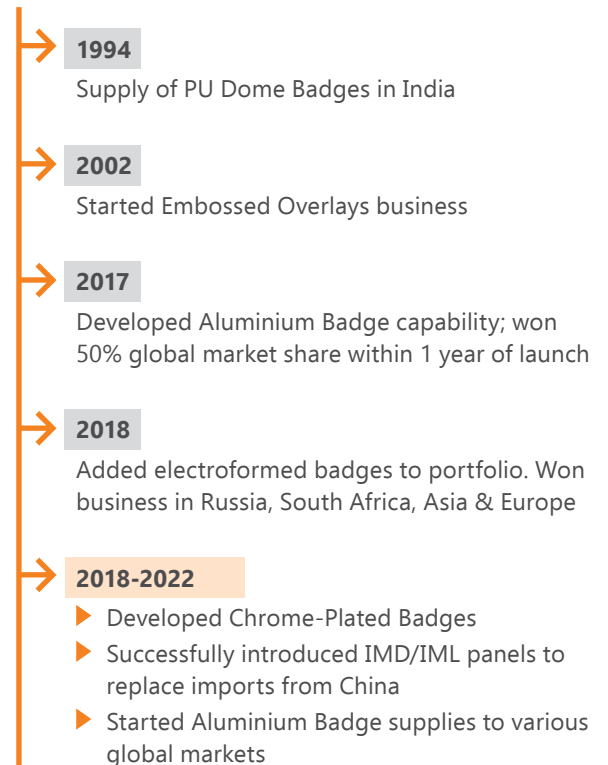 1994
Supply of PU Dome Badges in India
2002
Started Embossed Overlays business
2017
Developed Aluminium Badge capability; won
50% global market share within 1 year of launch
2018
Added electroformed badges to portfolio. Won
business in Russia, South Africa, Asia & Europe
2018-2022
Developed Chrome-Plated Badges
Successfully introduced IMD/IML panels to
replace imports from China
Started Aluminium Badge supplies to various
global markets